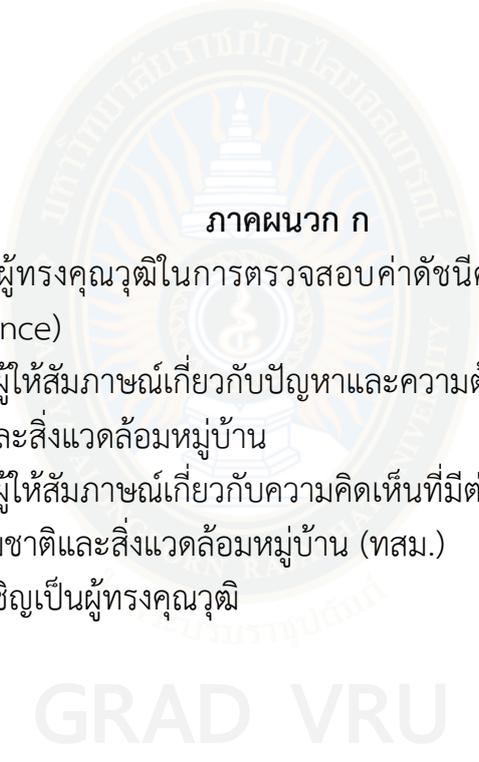 ภาคผนวก ก
ผู้ทรงคุณวุฒิในการตรวจสอบค่าดัชนี
nce)
ผู้ให้สัมภาษณ์เกี่ยวกับปัญหาและความ
ละสิ่งแวดล้อมหมู่บ้าน
ผู้ให้สัมภาษณ์เกี่ยวกับความคิดเห็นที่มี
มชาติและสิ่งแวดล้อมหมู่บ้าน (ทสม.)
ชิญเป็นผู้ทรงคุณวุฒิ
GRAD VRU